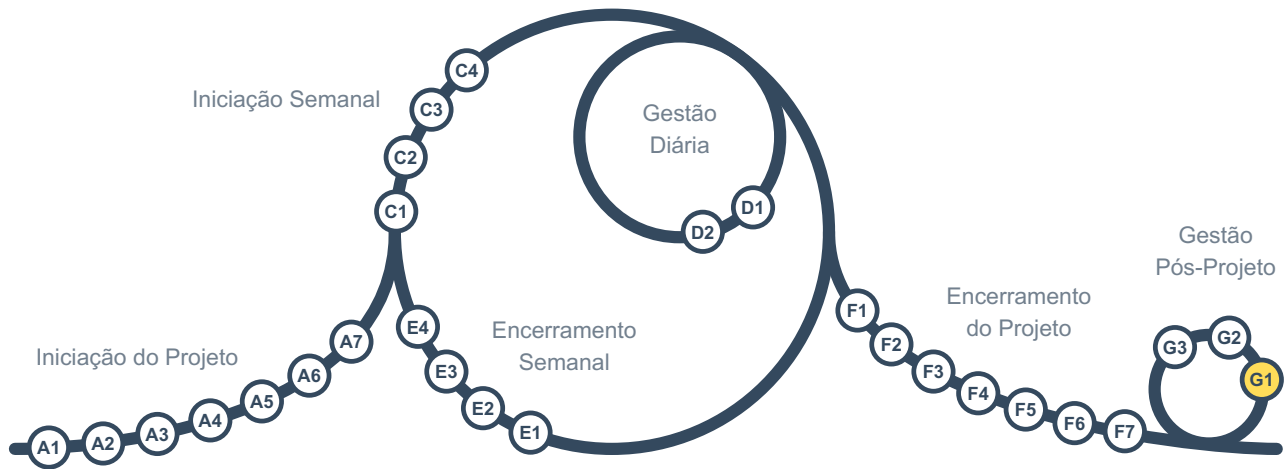 Iniciação do Projeto
A1
A2
A3
A4
A5
A6
A7
Iniciação Semanal
C1
C2
C3
C4
Gestão
Diária
D1
D2
Encerramento
Semanal
E1
E2
E3
E4
Encerramento
do Projeto
F1
F2
F3
F4
F5
F6
F7
Gestão
Pós-Projeto
G1
G2
G3